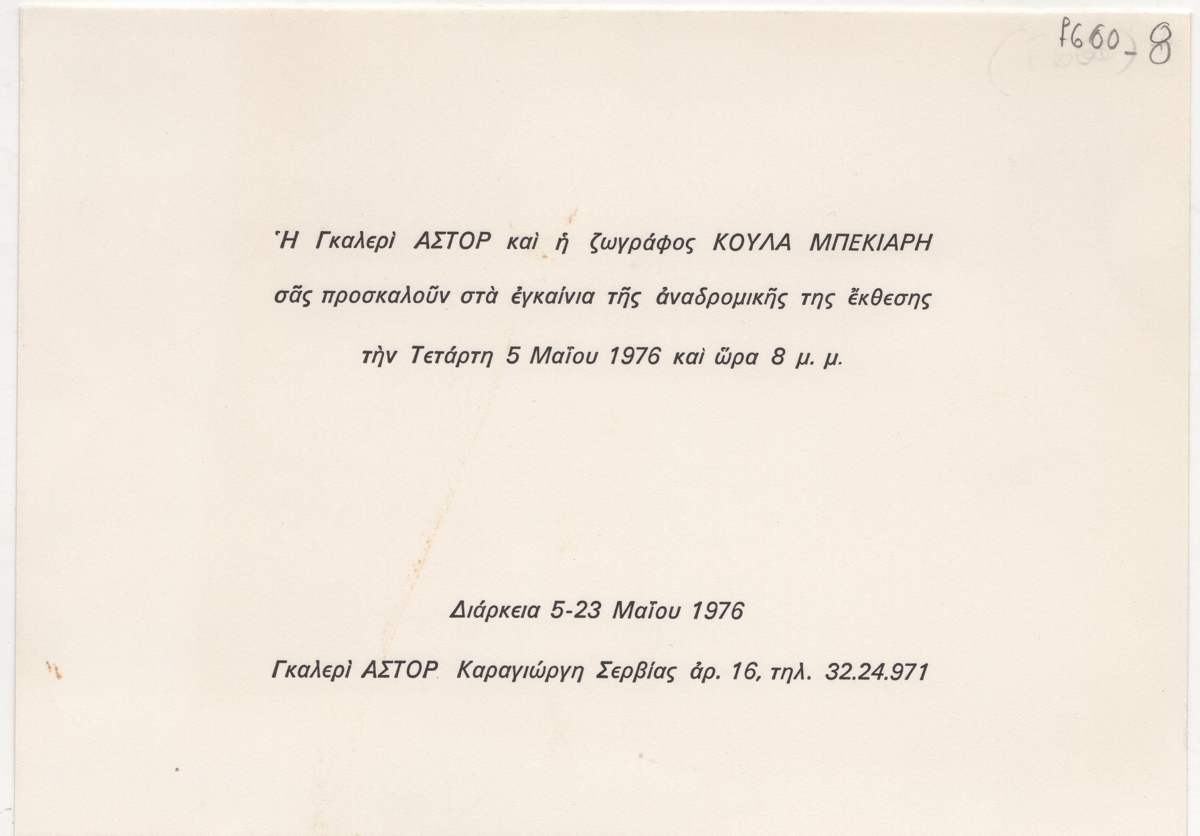 ϝ660-8
Ἡ Γκαλερὶ ΑΣΤΟΡ καὶ ἡ ζωγράφος ΚΟΥΛΑ ΜΠΕΚΙΑΡΗ
σᾶς προσκαλοῦν στὰ ἐγκαίνια τῆς ἀναδρομικῆς της ἔκθεσης
τὴν Τετάρτη 5 Μαΐου 1976 καὶ ὥρα 8 μ. μ.
Διάρκεια 5-23 Μαΐου 1976
Γκαλερὶ ΑΣΤΟΡ Καραγιώργη Σερβίας ἀρ. 16, τηλ. 32.24.971